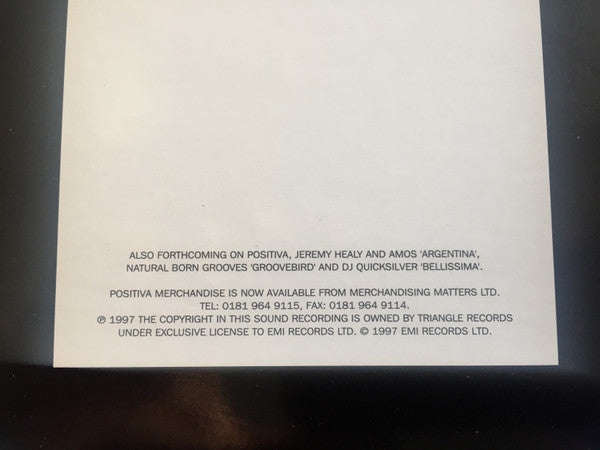 ALSO FORTHCOMING ON POSITIVA, JEREMY HEALY AND AMOS 'ARGENTINA',
NATURAL BORN GROOVES 'GROOVEBIRD' AND DJ QUICKSILVER 'BELLISSIMA'.
POSITIVA MERCHANDISE IS NOW AVAILABLE FROM MERCHANDISING MATTERS LTD.
TEL: 0181 964 9115, FAX: 0181 964 9114.
℗ 1997 THE COPYRIGHT IN THIS SOUND RECORDING IS OWNED BY TRIANGLE RECORDS
UNDER EXCLUSIVE LICENSE TO EMI RECORDS LTD. © 1997 EMI RECORDS LTD.